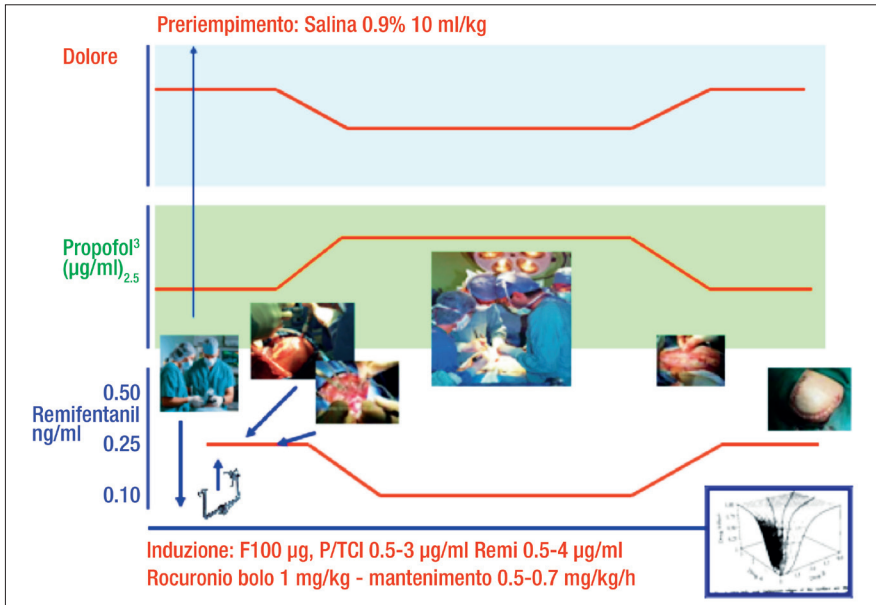 Preriempimento: Salina 0.9% 10 ml/kg
Dolore
Propofol³
(µg/ml)₂.₅
0.50
Remifentanil
ng/ml
0.25
0.10
Induzione: F100 µg, P/TCI 0.5-3 µg/ml Remi 0.5-4 µg/ml
Rocuronio bolo 1 mg/kg - mantenimento 0.5-0.7 mg/kg/h